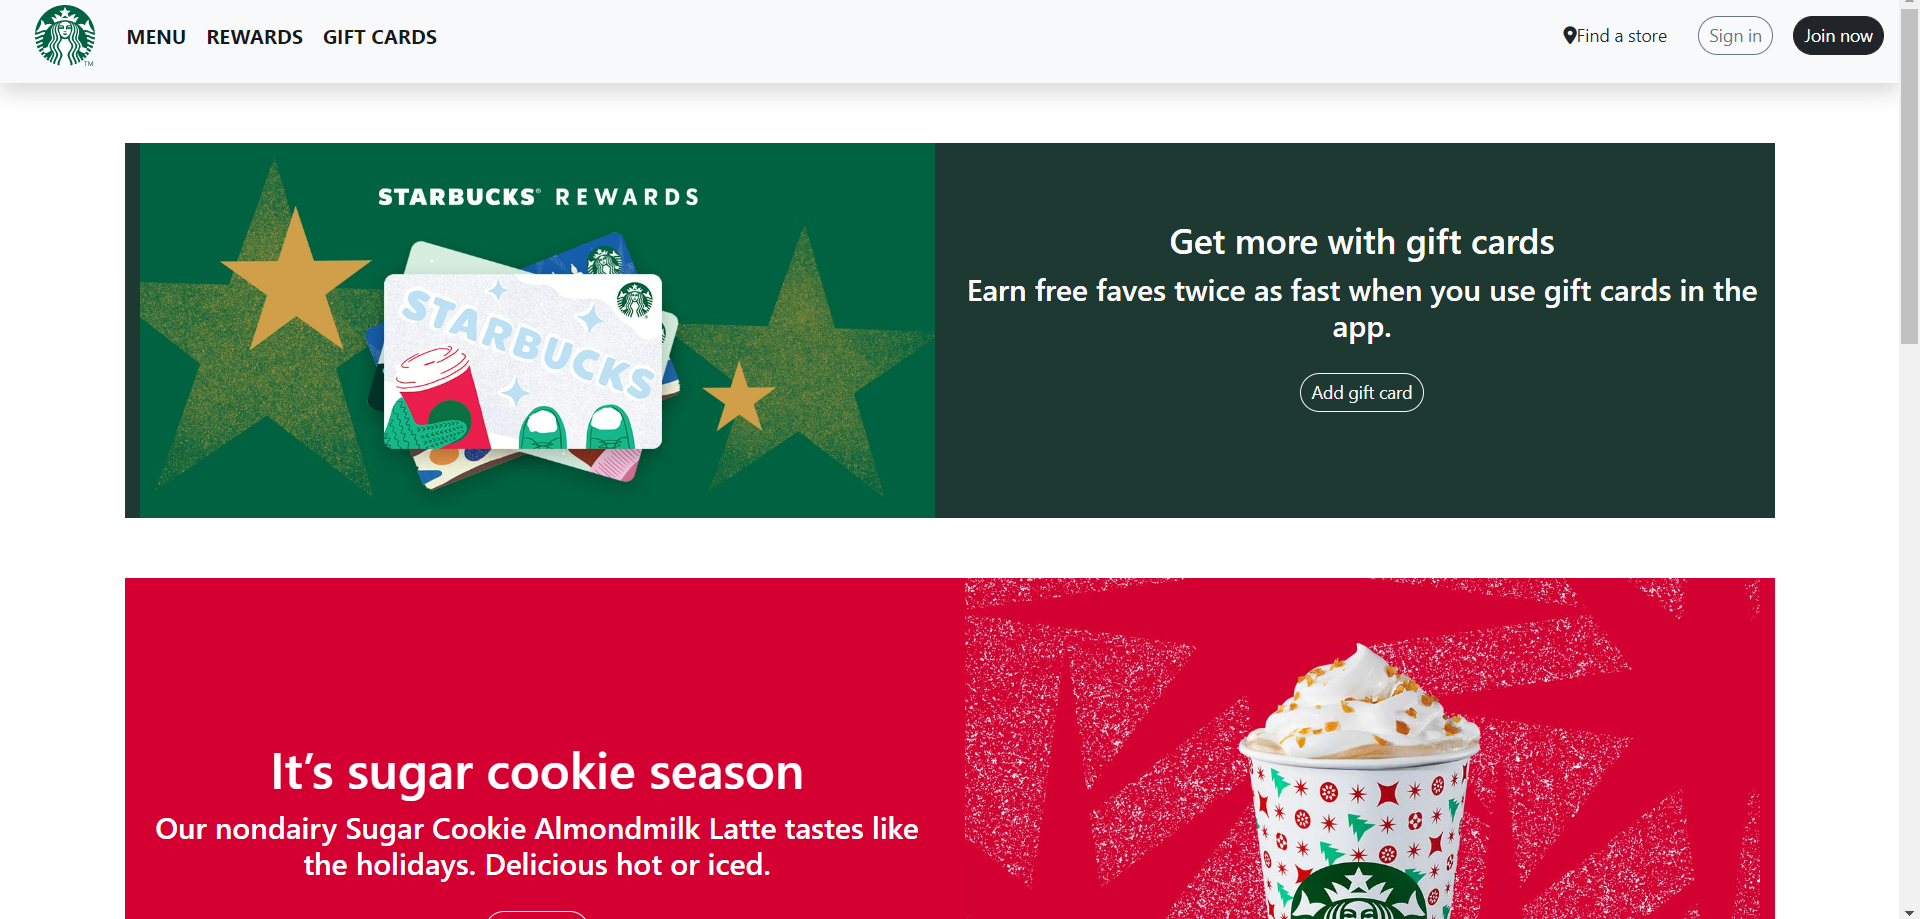 MENU REWARDS GIFT CARDS
Find a store Sign in Join now
TM
STARBUCKS® REWARDS
STARBUCKS
Get more with gift cards
Earn free faves twice as fast when you use gift cards in the
app.
Add gift card
It’s sugar cookie season
Our nondairy Sugar Cookie Almondmilk Latte tastes like
the holidays. Delicious hot or iced.